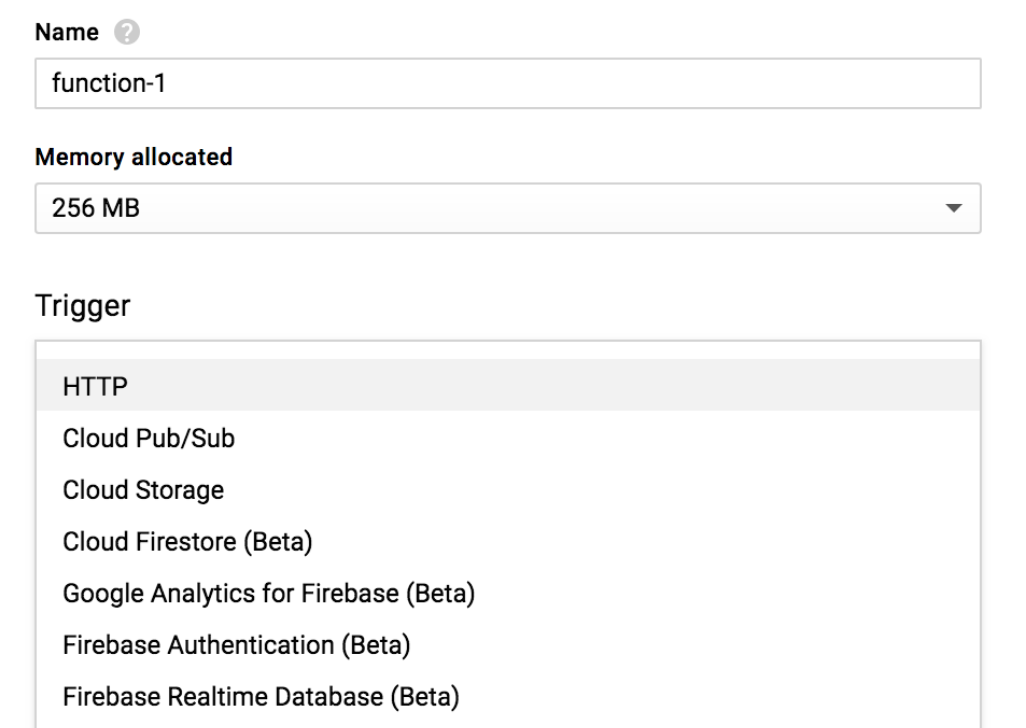 Name ?
function-1
Memory allocated
256 MB
Trigger
HTTP
Cloud Pub/Sub
Cloud Storage
Cloud Firestore (Beta)
Google Analytics for Firebase (Beta)
Firebase Authentication (Beta)
Firebase Realtime Database (Beta)